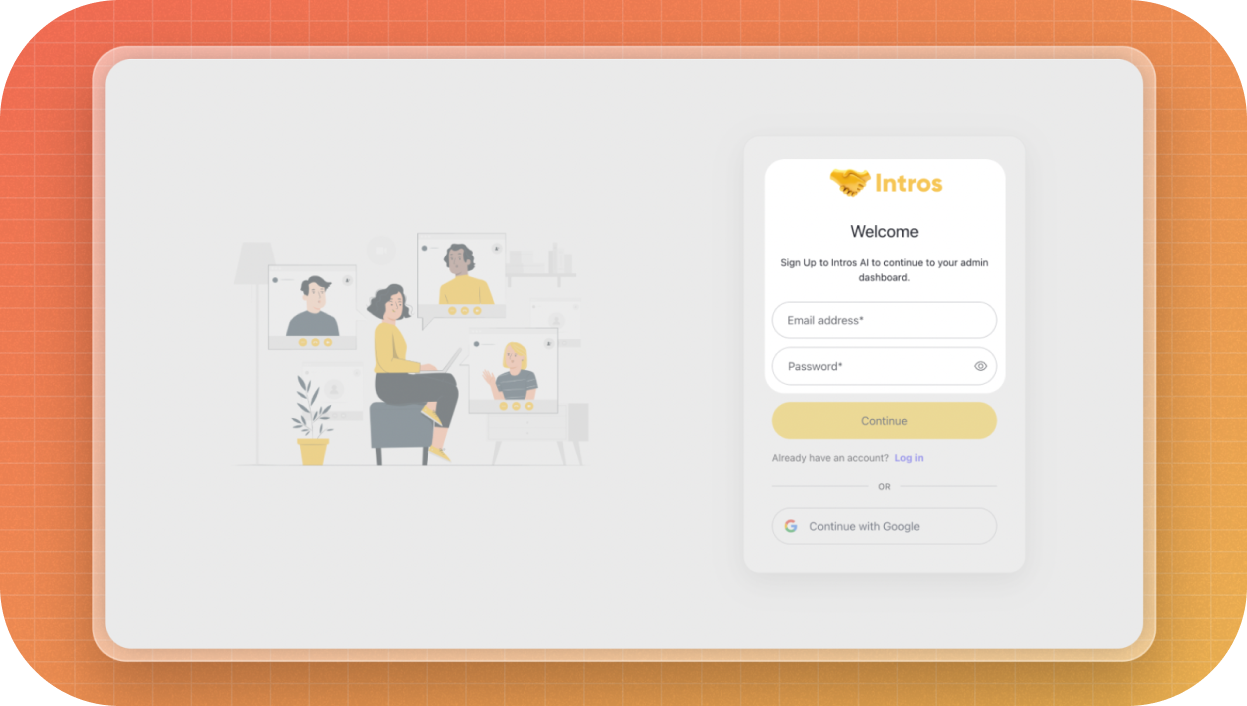 Intros
Welcome
Sign Up to Intros AI to continue to your admin
dashboard.
Email address*
Password*
Continue
Already have an account? Log in
OR
Continue with Google